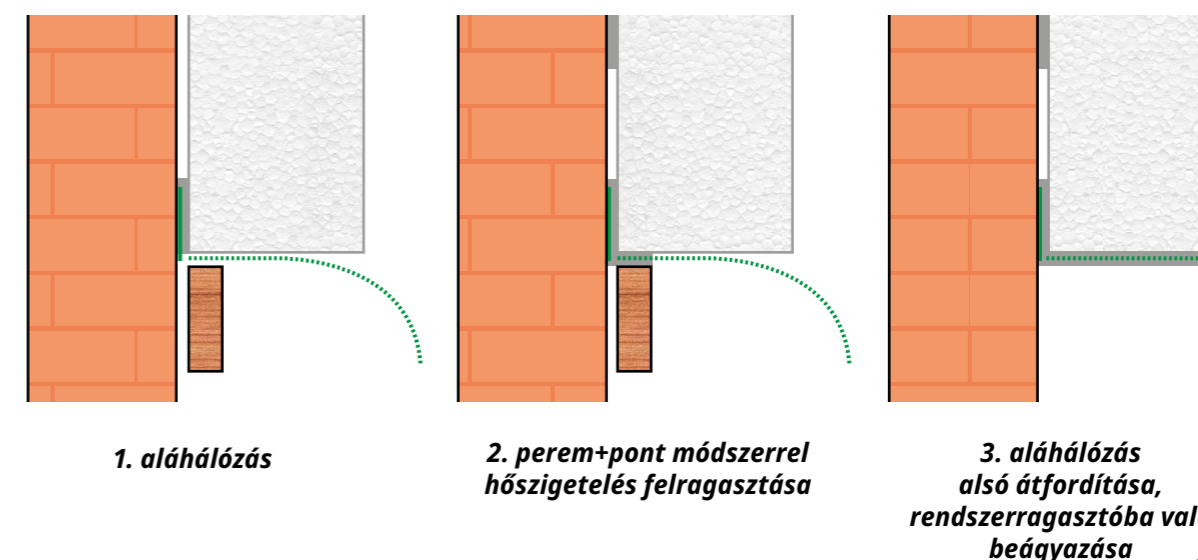 1. aláhálózás
2. perem+pont módszerrel
hőszigetelés felragasztása
3. aláhálózás
alsó átfordítása,
rendszerragasztóba
beágyazása